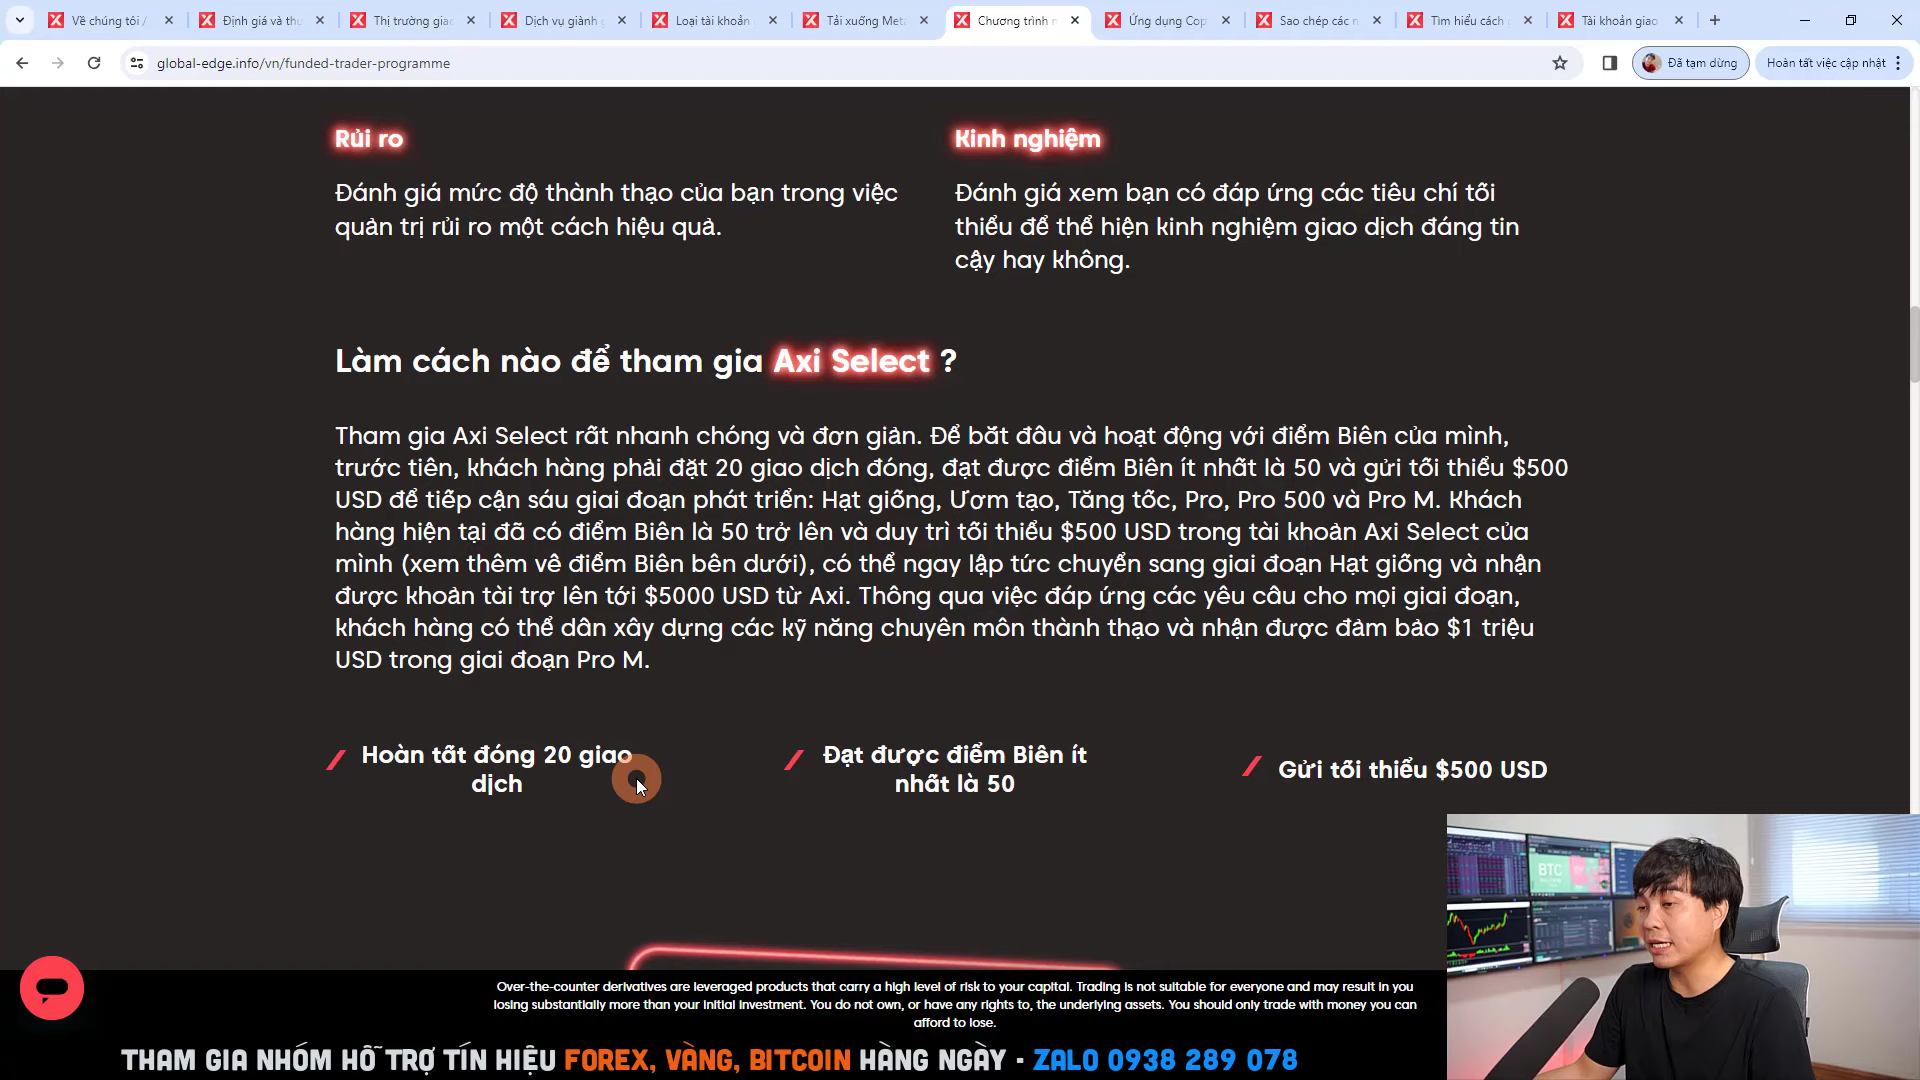 Về chúng tôi /
Định giá và thu
Thị trường giao
Dịch vụ giành g
Loại tài khoản
Tải xuống Met
Chương trình n
Ứng dụng Cop
Sao chép các n
Tìm hiểu cách
Tài khoản giao
global-edge.info/vn/funded-trader-programme
Đã tạm dừng
Hoàn tất việc cập nhật
Rủi ro
Đánh giá mức độ thành thạo của bạn trong việc
quản trị rủi ro một cách hiệu quả.
Kinh nghiệm
Đánh giá xem bạn có đáp ứng các tiêu chí tối
thiểu để thể hiện kinh nghiệm giao dịch đáng tin
cậy hay không.
Làm cách nào để tham gia Axi Select ?
Tham gia Axi Select rất nhanh chóng và đơn giản. Để bắt đầu và hoạt động với điểm Biên của mình,
trước tiên, khách hàng phải đặt 20 giao dịch đóng, đạt được điểm Biên ít nhất là 50 và gửi tối thiểu $500
USD để tiếp cận sáu giai đoạn phát triển: Hạt giống, Ươm tạo, Tăng tốc, Pro, Pro 500 và Pro M. Khách
hàng hiện tại đã có điểm Biên là 50 trở lên và duy trì tối thiểu $500 USD trong tài khoản Axi Select của
mình (xem thêm về điểm Biên bên dưới), có thể ngay lập tức chuyển sang giai đoạn Hạt giống và nhận
được khoản tài trợ lên tới $5000 USD từ Axi. Thông qua việc đáp ứng các yêu cầu cho mọi giai đoạn,
khách hàng có thể dần xây dựng các kỹ năng chuyên môn thành thạo và nhận được đảm bảo $1 triệu
USD trong giai đoạn Pro M.
Hoàn tất đóng 20 giao
dịch
Đạt được điểm Biên ít
nhất là 50
Gửi tối thiểu $500 USD
BTC
Over-the-counter derivatives are leveraged products that carry a high level of risk to your capital. Trading is not suitable for everyone and may result in you
losing substantially more than your initial investment. You do not own, or have any rights to, the underlying assets. You should only trade with money you can
afford to lose.
THAM GIA NHÓM HỖ TRỢ TÍN HIỆU FOREX, VÀNG, BITCOIN HÀNG NGÀY - ZALO 0938 289 078